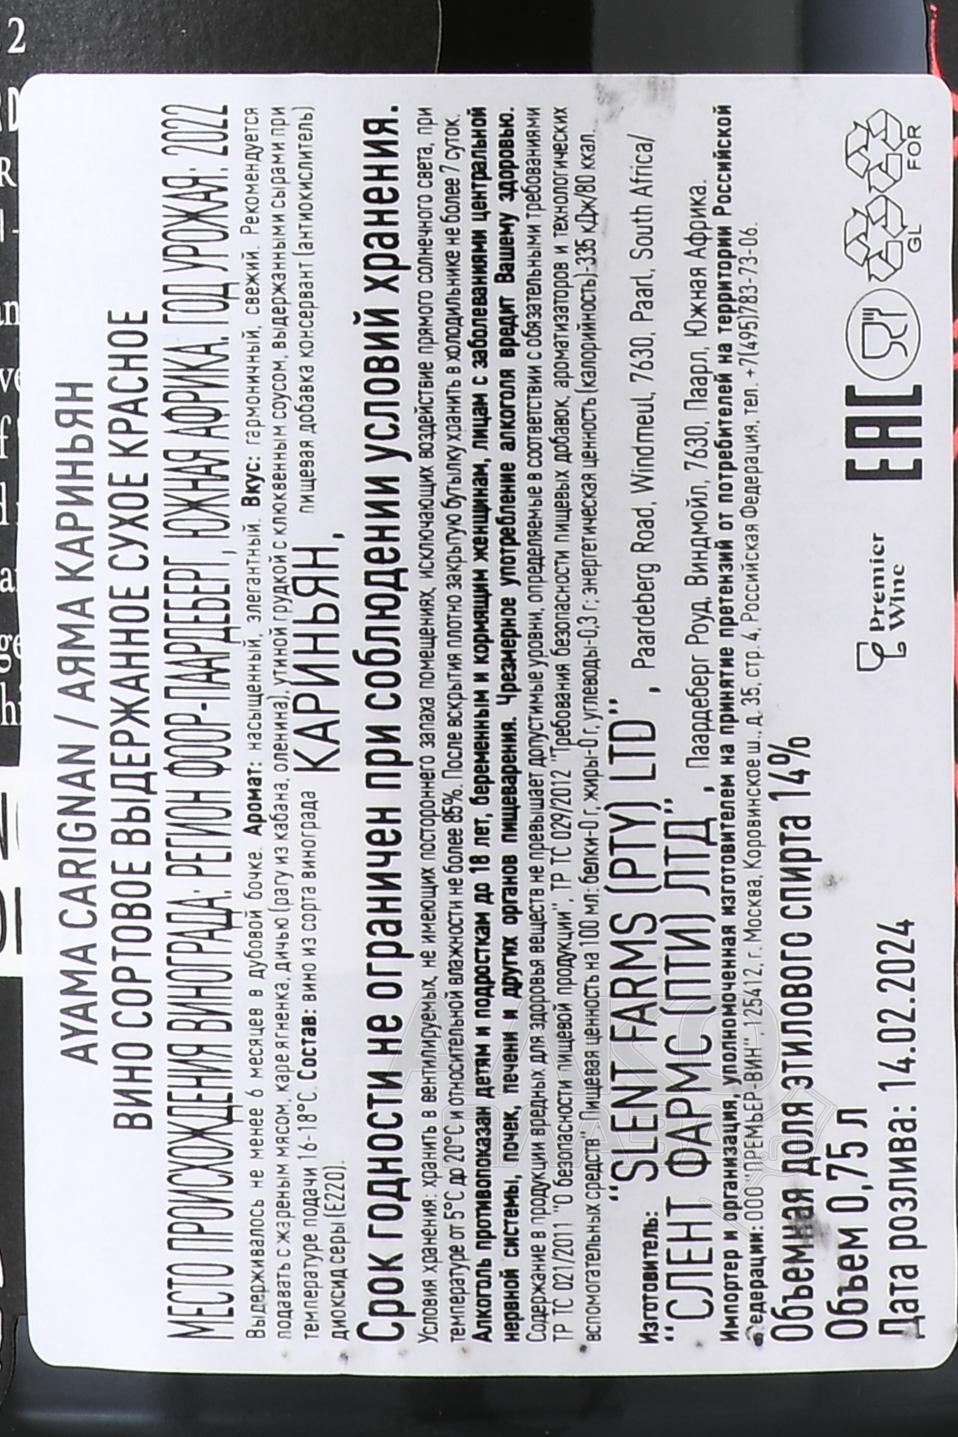 AYAMA CARIGNAN / АЯМА КАРИНЬЯН
ВИНО СОРТОВОЕ ВЫДЕРЖАННОЕ СУХОЕ КРАСНОЕ
МЕСТО ПРОИСХОЖДЕНИЯ ВИНОГРАДА: РЕГИОН ФООР-ПААРДЕБЕРГ, ЮЖНАЯ АФРИКА. ГОД УРОЖАЯ: 2022
Выдерживалось не менее 6 месяцев в дубовой бочке. Аромат: насыщенный, элегантный. Вкус: гармоничный, свежий. Рекомендуется
подавать с жареным мясом, каре ягненка, дичью (рагу из кабана, оленина), утиной грудкой с клюквенным соусом, выдержанными сырами при
температуре подачи 16-18°C. Состав: вино из сорта винограда КАРИНЬЯН, пищевая добавка консервант (антиокислитель)
диоксид серы (Е220).
Срок годности не ограничен при соблюдении условий хранения.
Условия хранения: хранить в вентилируемых, не имеющих постороннего запаха помещениях, исключающих воздействие прямого солнечного света, при
температуре от 5°C до 20°C и относительной влажности не более 85%. После вскрытия плотно закрытую бутылку хранить в холодильнике не более 7 суток.
Алкоголь противопоказан детям и подросткам до 18 лет, беременным и кормящим женщинам, лицам с заболеваниями центральной
нервной системы, почек, печени и других органов пищеварения. Чрезмерное употребление алкоголя вредит Вашему здоровью.
Содержание в продукции вредных для здоровья веществ не превышает допустимые уровни, определяемые в соответствии с обязательными требованиями
ТР ТС 021/2011 "О безопасности пищевой продукции", ТР ТС 029/2012 "Требования безопасности пищевых добавок, ароматизаторов и технологических
вспомогательных средств". Пищевая ценность на 100 мл: белки-0 г, жиры-0 г, углеводы-0,3 г; энергетическая ценность (калорийность)-335 кДж/80 ккал.
Изготовитель: "SLENT FARMS (PTY) LTD", Paardeberg Road, Windmeul, 7630, Paarl, South Africa/
"СЛЕНТ ФАРМС (ПТИ) ЛТД", Паардеберг Роуд, Виндмойл, 7630, Паарл, Южная Африка.
Импортер и организация, уполномоченная изготовителем на принятие претензий от потребителей на территории Российской
Федерации: ООО "ПРЕМЬЕР-ВИН", 125412, г. Москва, Коровинское ш., д. 35, стр. 4, Российская Федерация, тел. +7(495)783-73-06.
Объемная доля этилового спирта 14%
Объем 0,75 л
Дата розлива: 14.02.2024
Premier
Wine
EAC
GL
FOR